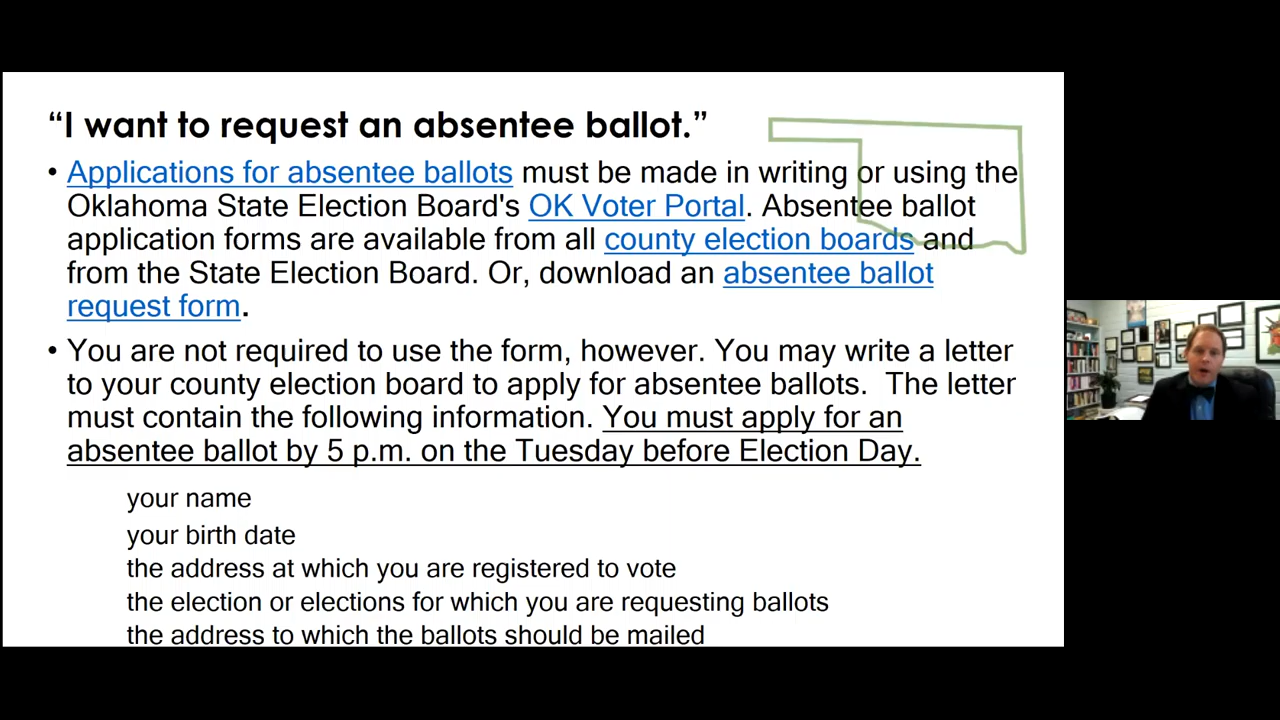 “I want to request an absentee ballot.”
• Applications for absentee ballots must be made in writing or using the
Oklahoma State Election Board's OK Voter Portal. Absentee ballot
application forms are available from all county election boards and
from the State Election Board. Or, download an absentee ballot
request form.
• You are not required to use the form, however. You may write a letter
to your county election board to apply for absentee ballots.  The letter
must contain the following information. You must apply for an
absentee ballot by 5 p.m. on the Tuesday before Election Day.
your name
your birth date
the address at which you are registered to vote
the election or elections for which you are requesting ballots
the address to which the ballots should be mailed